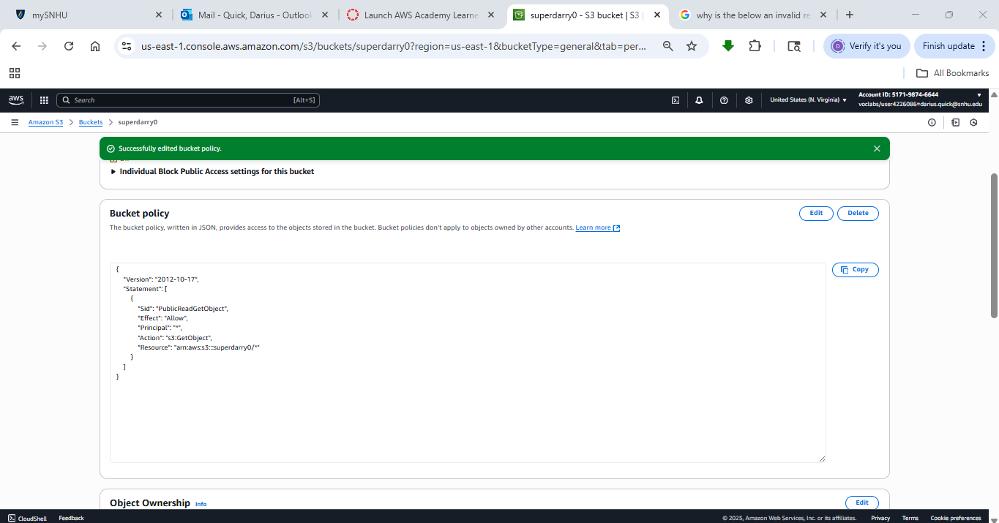 mySNHU
Mail - Quick, Darius - Outlook
Launch AWS Academy Learne
superdarry0 - S3 bucket | S3 |
why is the below an invalid re
us-east-1.console.aws.amazon.com/s3/buckets/superdarry0?region=us-east-1&bucketType=general&tab=per...
Verify it's you
Finish update
All Bookmarks
aws
Search
[Alt+S]
United States (N. Virginia)
Account ID: 5171-9874-6644
voclabs/user4226086=darius.quick@snhu.edu
Amazon S3 > Buckets > superdarry0
Successfully edited bucket policy.
Individual Block Public Access settings for this bucket
Bucket policy
Edit
Delete
The bucket policy, written in JSON, provides access to the objects stored in the bucket. Bucket policies don't apply to objects owned by other accounts. Learn more
Copy
{
"Version": "2012-10-17",
"Statement": [
{
"Sid": "PublicReadGetObject",
"Effect": "Allow",
"Principal": "*",
"Action": "s3:GetObject",
"Resource": "arn:aws:s3:::superdarry0/*"
}
]
}
Object Ownership Info
Edit
CloudShell
Feedback
© 2025, Amazon Web Services, Inc. or its affiliates.
Privacy
Terms
Cookie preferences